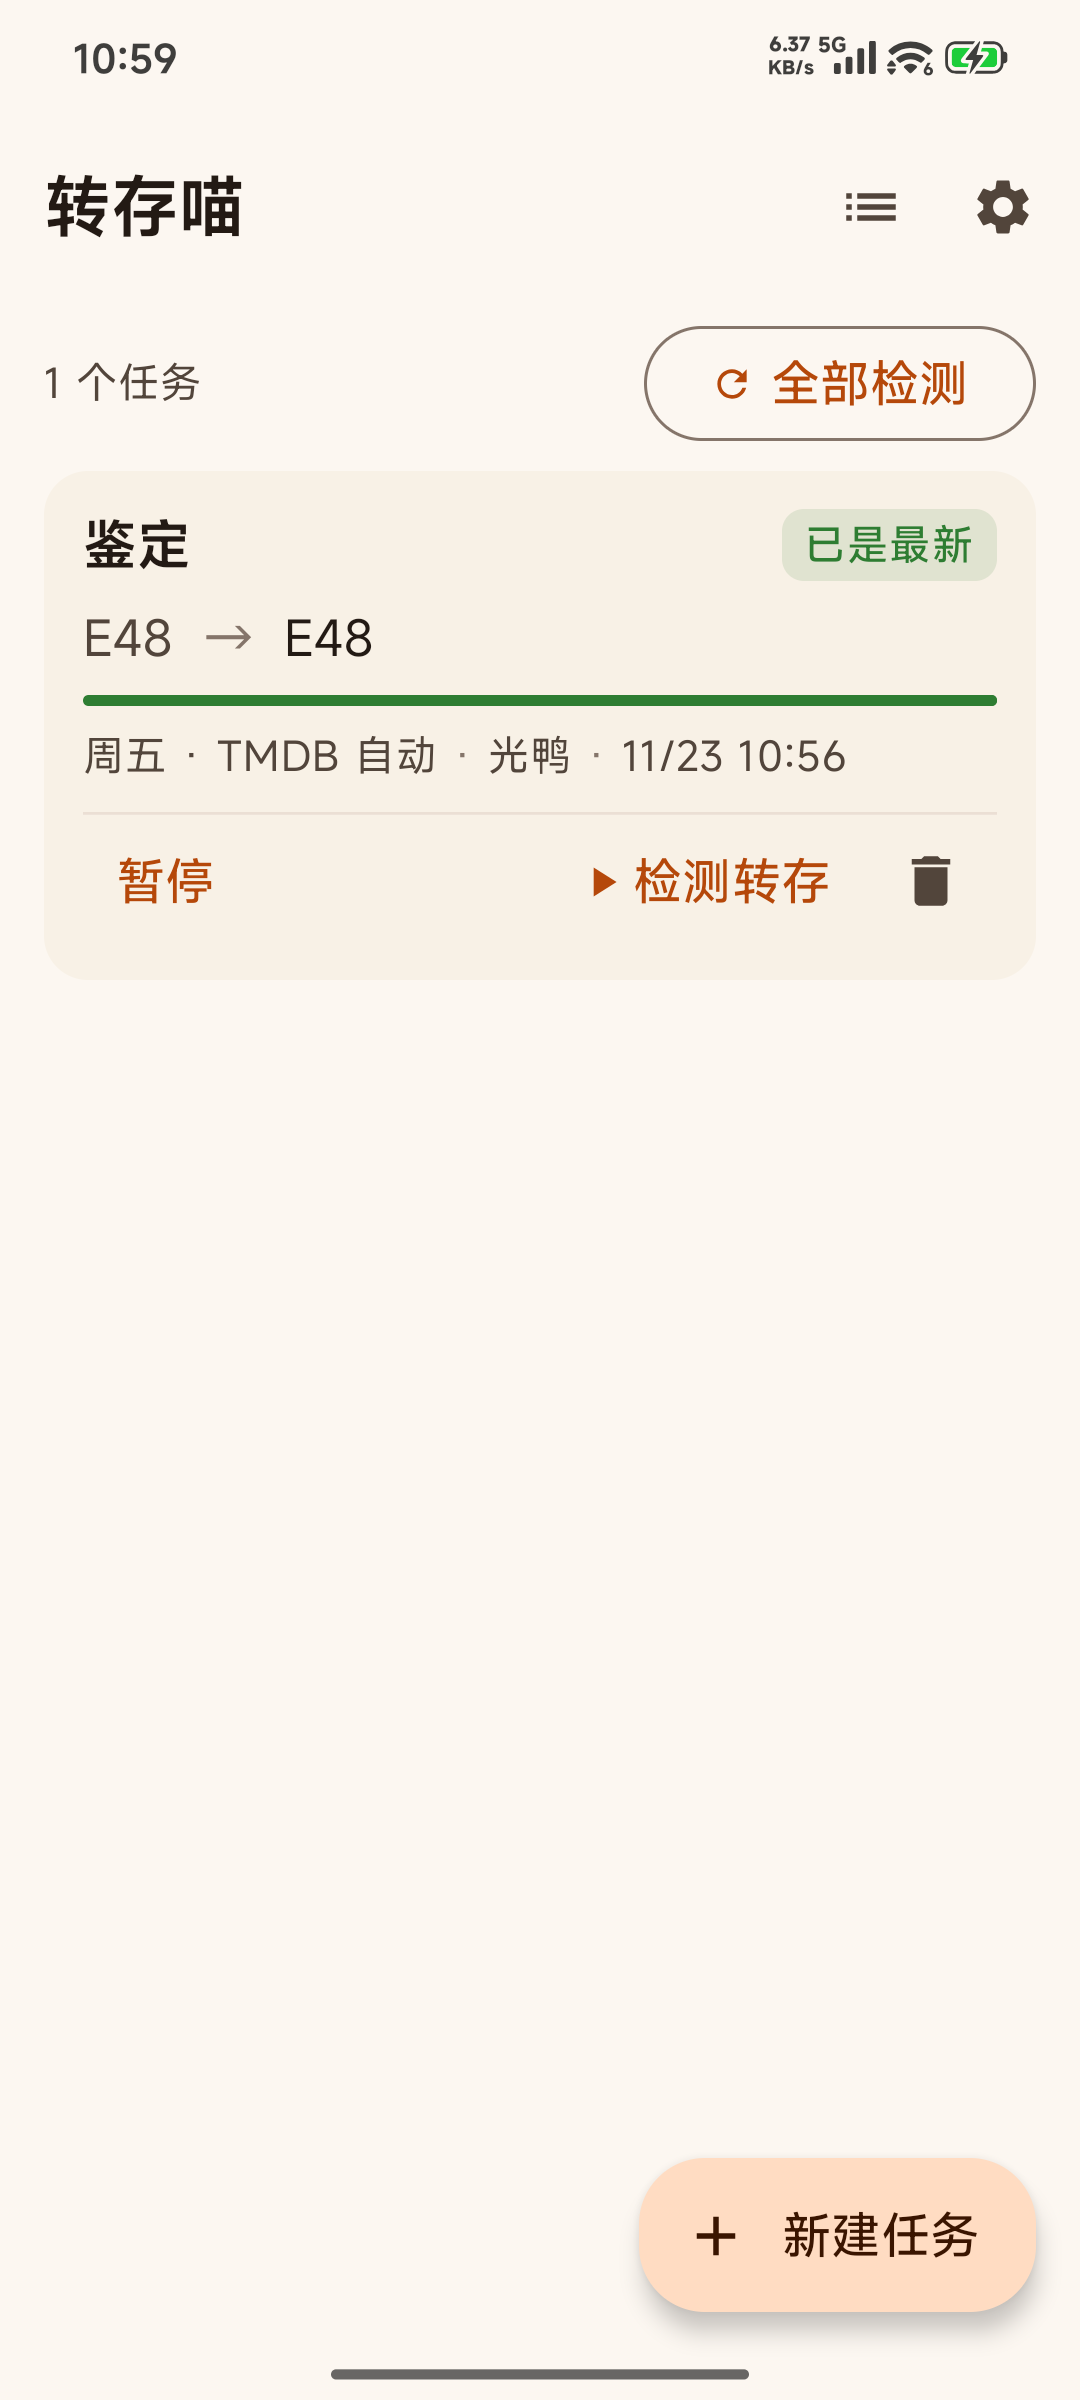 10:59
6.37 KB/s 5G 6
转存喵
1 个任务
全部检测
鉴定
已是最新
E48 → E48
周五 · TMDB 自动 · 光鸭 · 11/23 10:56
暂停
检测转存
新建任务